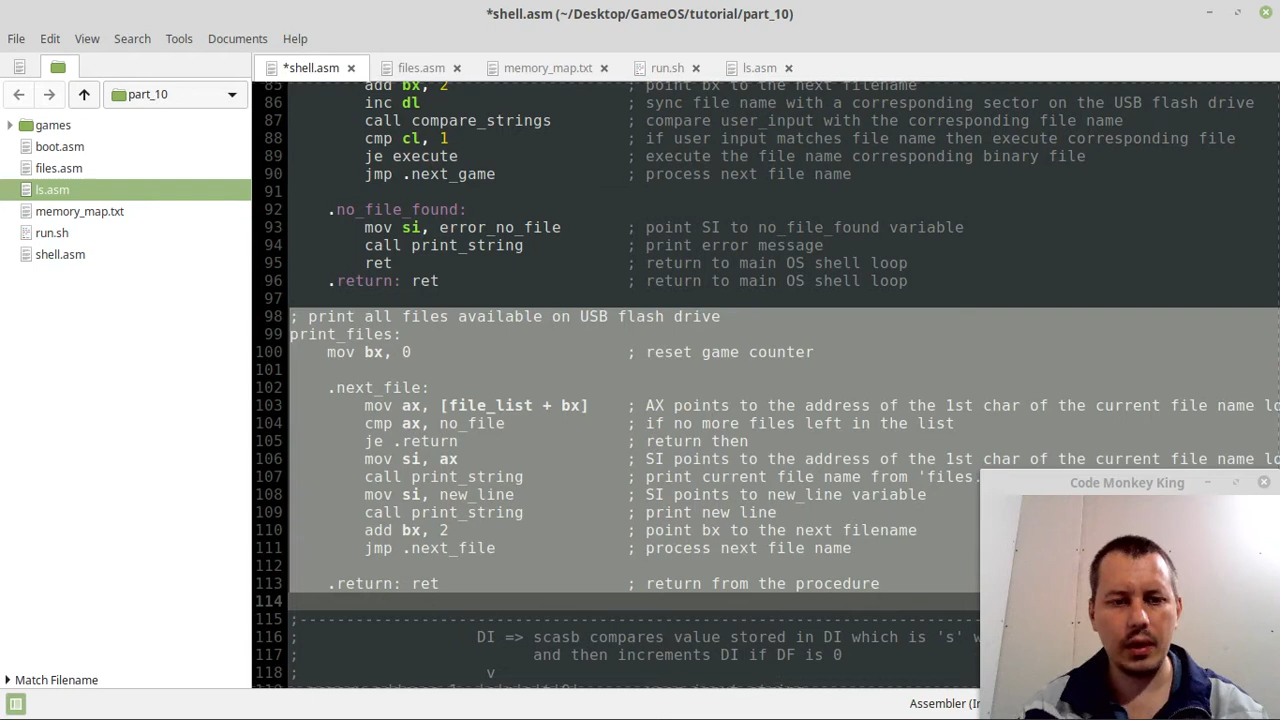 *shell.asm (~/Desktop/GameOS/tutorial/part_10)
File Edit View Search Tools Documents Help
*shell.asm files.asm memory_map.txt run.sh ls.asm
part_10
games
boot.asm
files.asm
ls.asm
memory_map.txt
run.sh
shell.asm
Match Filename
85 add bx, 2 ; point bx to the next filename
86 inc dl ; sync file name with a corresponding sector on the USB flash drive
87 call compare_strings ; compare user_input with the corresponding file name
88 cmp cl, 1 ; if user input matches file name then execute corresponding file
89 je execute ; execute the file name corresponding binary file
90 jmp .next_game ; process next file name
91
92 .no_file_found:
93 mov si, error_no_file ; point SI to no_file_found variable
94 call print_string ; print error message
95 ret ; return to main OS shell loop
96 .return: ret ; return to main OS shell loop
97
98 ; print all files available on USB flash drive
99 print_files:
100 mov bx, 0 ; reset game counter
101
102 .next_file:
103 mov ax, [file_list + bx] ; AX points to the address of the 1st char of the current file name lo
104 cmp ax, no_file ; if no more files left in the list
105 je .return ; return then
106 mov si, ax ; SI points to the address of the 1st char of the current file name lo
107 call print_string ; print current file name from 'files.
108 mov si, new_line ; SI points to new_line variable
109 call print_string ; print new line
110 add bx, 2 ; point bx to the next filename
111 jmp .next_file ; process next file name
112
113 .return: ret ; return from the procedure
114
115 ;--------------------------------------------------------------------------
116 ; DI => scasb compares value stored in DI which is 's' w
117 ; and then increments DI if DF is 0
118 ; v
Code Monkey King
Assembler (In